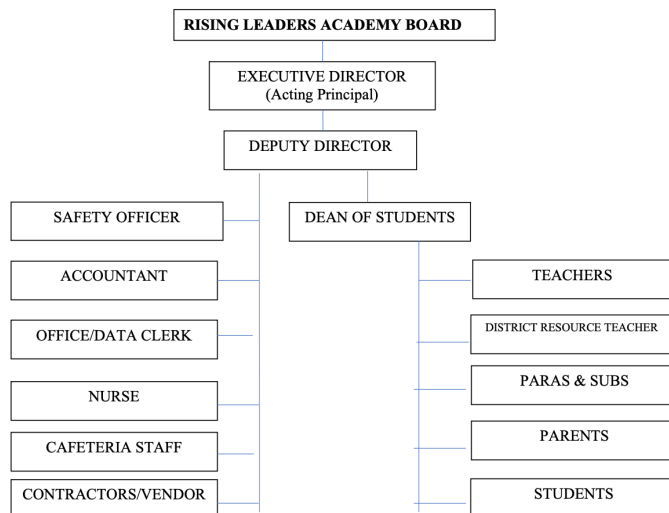 RISING LEADERS ACADEMY BOARD
EXECUTIVE DIRECTOR
(Acting Principal)
DEPUTY DIRECTOR
SAFETY OFFICER
DEAN OF STUDENTS
ACCOUNTANT
TEACHERS
OFFICE/DATA CLERK
DISTRICT RESOURCE TEACHER
NURSE
PARAS & SUBS
CAFETERIA STAFF
PARENTS
CONTRACTORS/VENDOR
STUDENTS